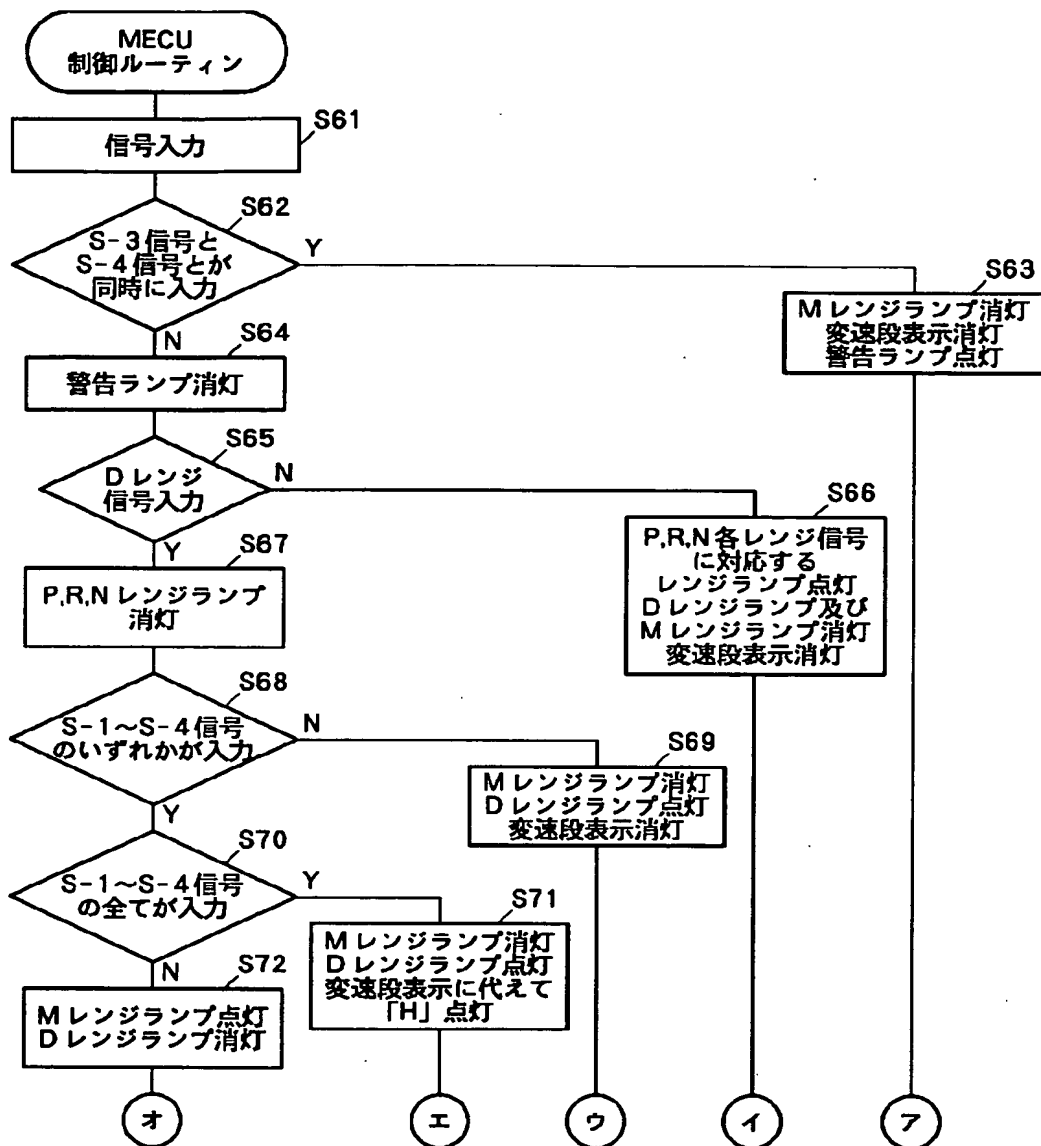 MECU
制御ルーティン
S61
信号入力
S62
S-3信号と
S-4信号とが
同時に入力
Y
S63
Mレンジランプ消灯
変速段表示消灯
警告ランプ点灯
N
S64
警告ランプ消灯
S65
Dレンジ
信号入力
N
S66
P,R,N各レンジ信号
に対応する
レンジランプ点灯
Dレンジランプ及び
Mレンジランプ消灯
変速段表示消灯
Y
S67
P,R,Nレンジランプ
消灯
S68
S-1〜S-4信号
のいずれかが入力
N
S69
Mレンジランプ消灯
Dレンジランプ点灯
変速段表示消灯
Y
S70
S-1〜S-4信号
の全てが入力
Y
S71
Mレンジランプ消灯
Dレンジランプ点灯
変速段表示に代えて
「H」点灯
N
S72
Mレンジランプ点灯
Dレンジランプ消灯
オ
エ
ウ
イ
ア